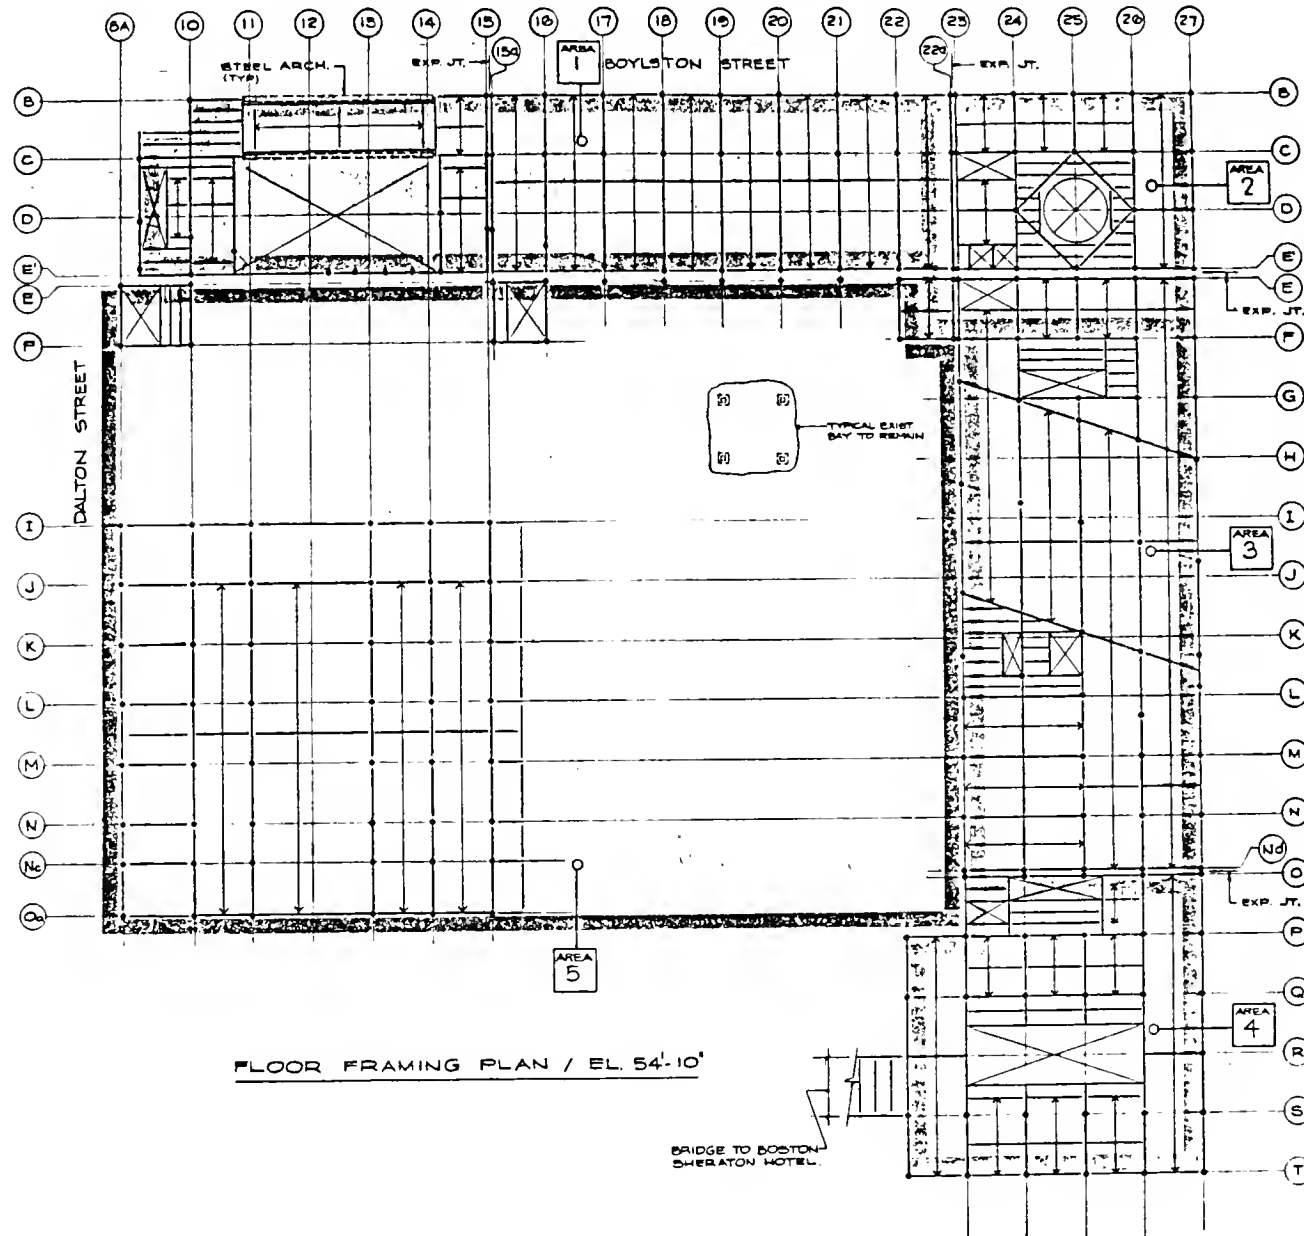 8A 10 11 12 13 14 15 15a 16 17 18 19 20 21 22 22a 23 24 25 26 27
STEEL ARCH.
(TYP)
EXP. JT.
AREA
1
BOYLSTON STREET
EXP. JT.
B
B
C
C
AREA
2
D
D
E'
E'
E
E
EXP. JT.
F
F
DALTON STREET
G
TYPICAL EXIST
BAY TO REMAIN
H
I
I
AREA
3
J
J
K
K
L
L
M
M
N
N
Nd
Nc
O
EXP. JT.
Oa
P
AREA
5
Q
AREA
4
FLOOR FRAMING PLAN / EL. 54'-10"
R
S
BRIDGE TO BOSTON
SHERATON HOTEL.
T